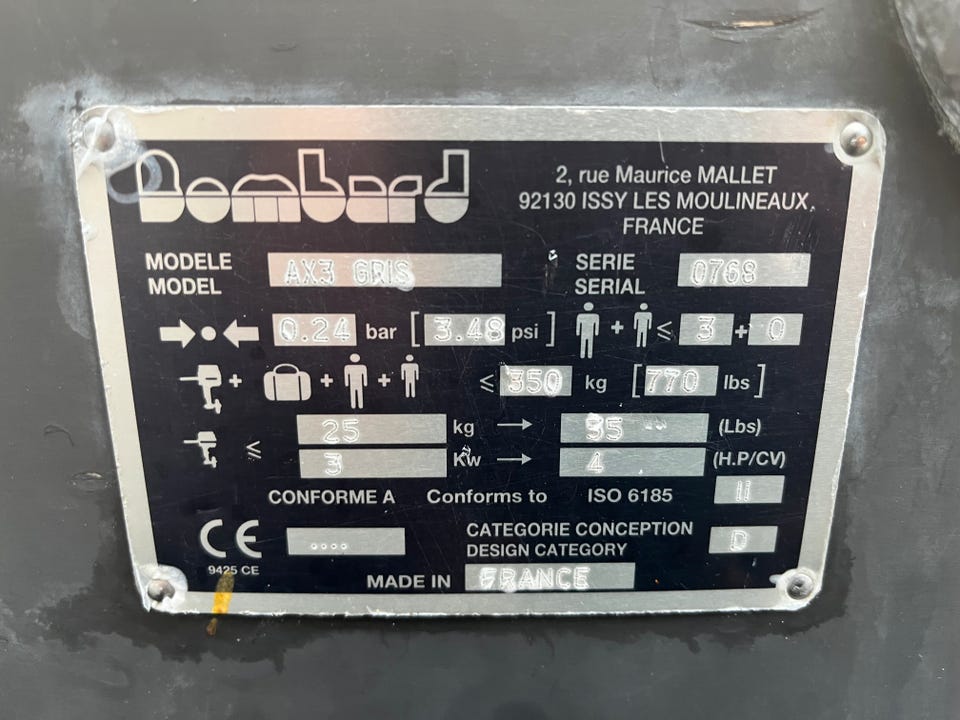 Bombard
2, rue Maurice MALLET
92130 ISSY LES MOULINEAUX,
FRANCE
MODELE
MODEL
AX3 GRIS
SERIE
SERIAL
0768
0.24 bar [ 3.48 psi ]
+ ≤ 3 + 0
+ + + ≤ 350 kg [ 770 lbs ]
≤ 25 kg → 35 (Lbs)
3 Kw → 4 (H.P/CV)
CONFORME A Conforms to ISO 6185 II
CE ....
9425 CE
CATEGORIE CONCEPTION
DESIGN CATEGORY
D
MADE IN FRANCE